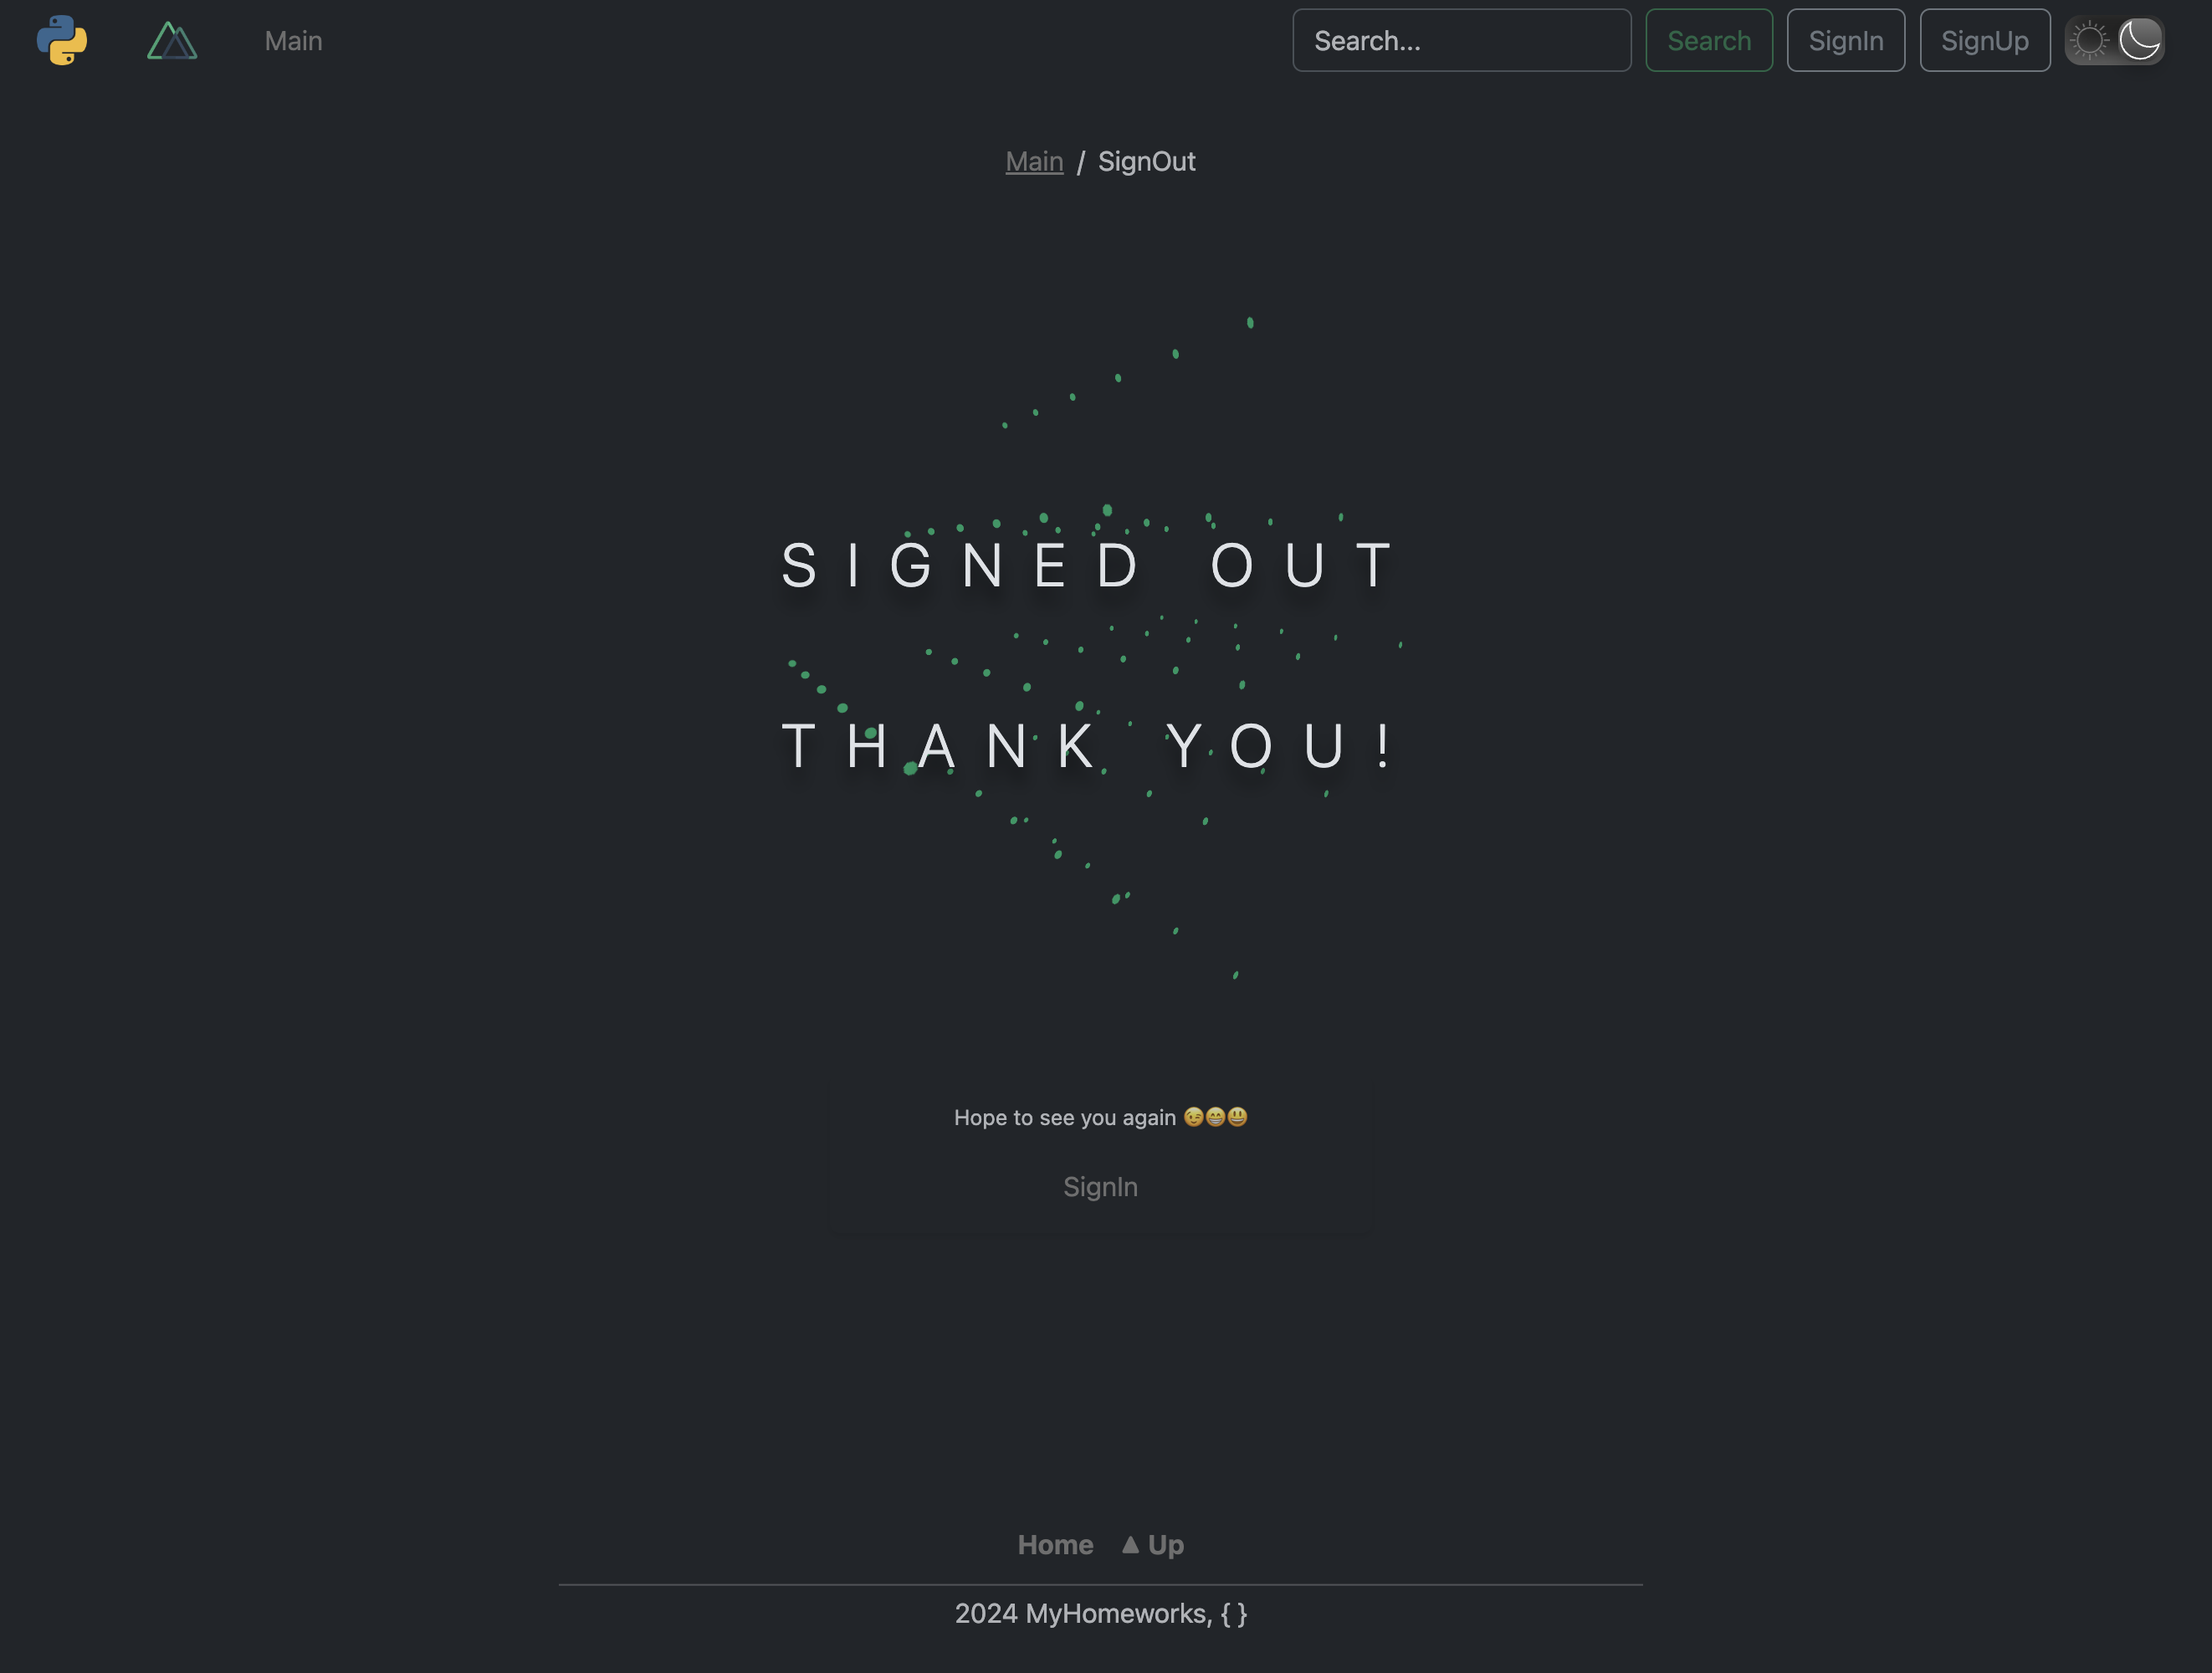 Main Search... Search SignIn SignUp
Main / SignOut
SIGNED OUT
THANK YOU!
Hope to see you again 😉😁😃
SignIn
Home ▲ Up
2024 MyHomeworks, { }